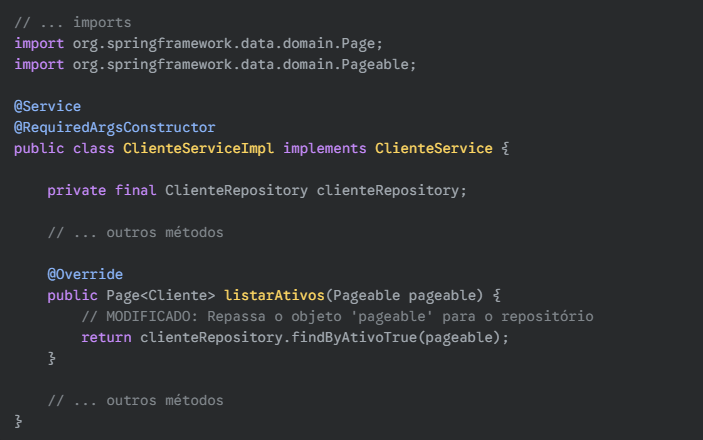 // ... imports
import org.springframework.data.domain.Page;
import org.springframework.data.domain.Pageable;

@Service
@RequiredArgsConstructor
public class ClienteServiceImpl implements ClienteService {

    private final ClienteRepository clienteRepository;

    // ... outros métodos

    @Override
    public Page<Cliente> listarAtivos(Pageable pageable) {
        // MODIFICADO: Repassa o objeto 'pageable' para o repositório
        return clienteRepository.findByAtivoTrue(pageable);
    }

    // ... outros métodos
}